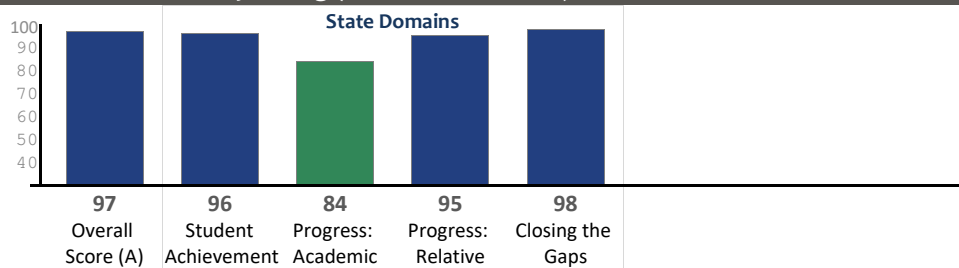 State Domains
100
90
80
70
60
50
40
97 96 84 95 98
Overall Student Progress: Progress: Closing the
Score (A) Achievement Academic Relative Gaps